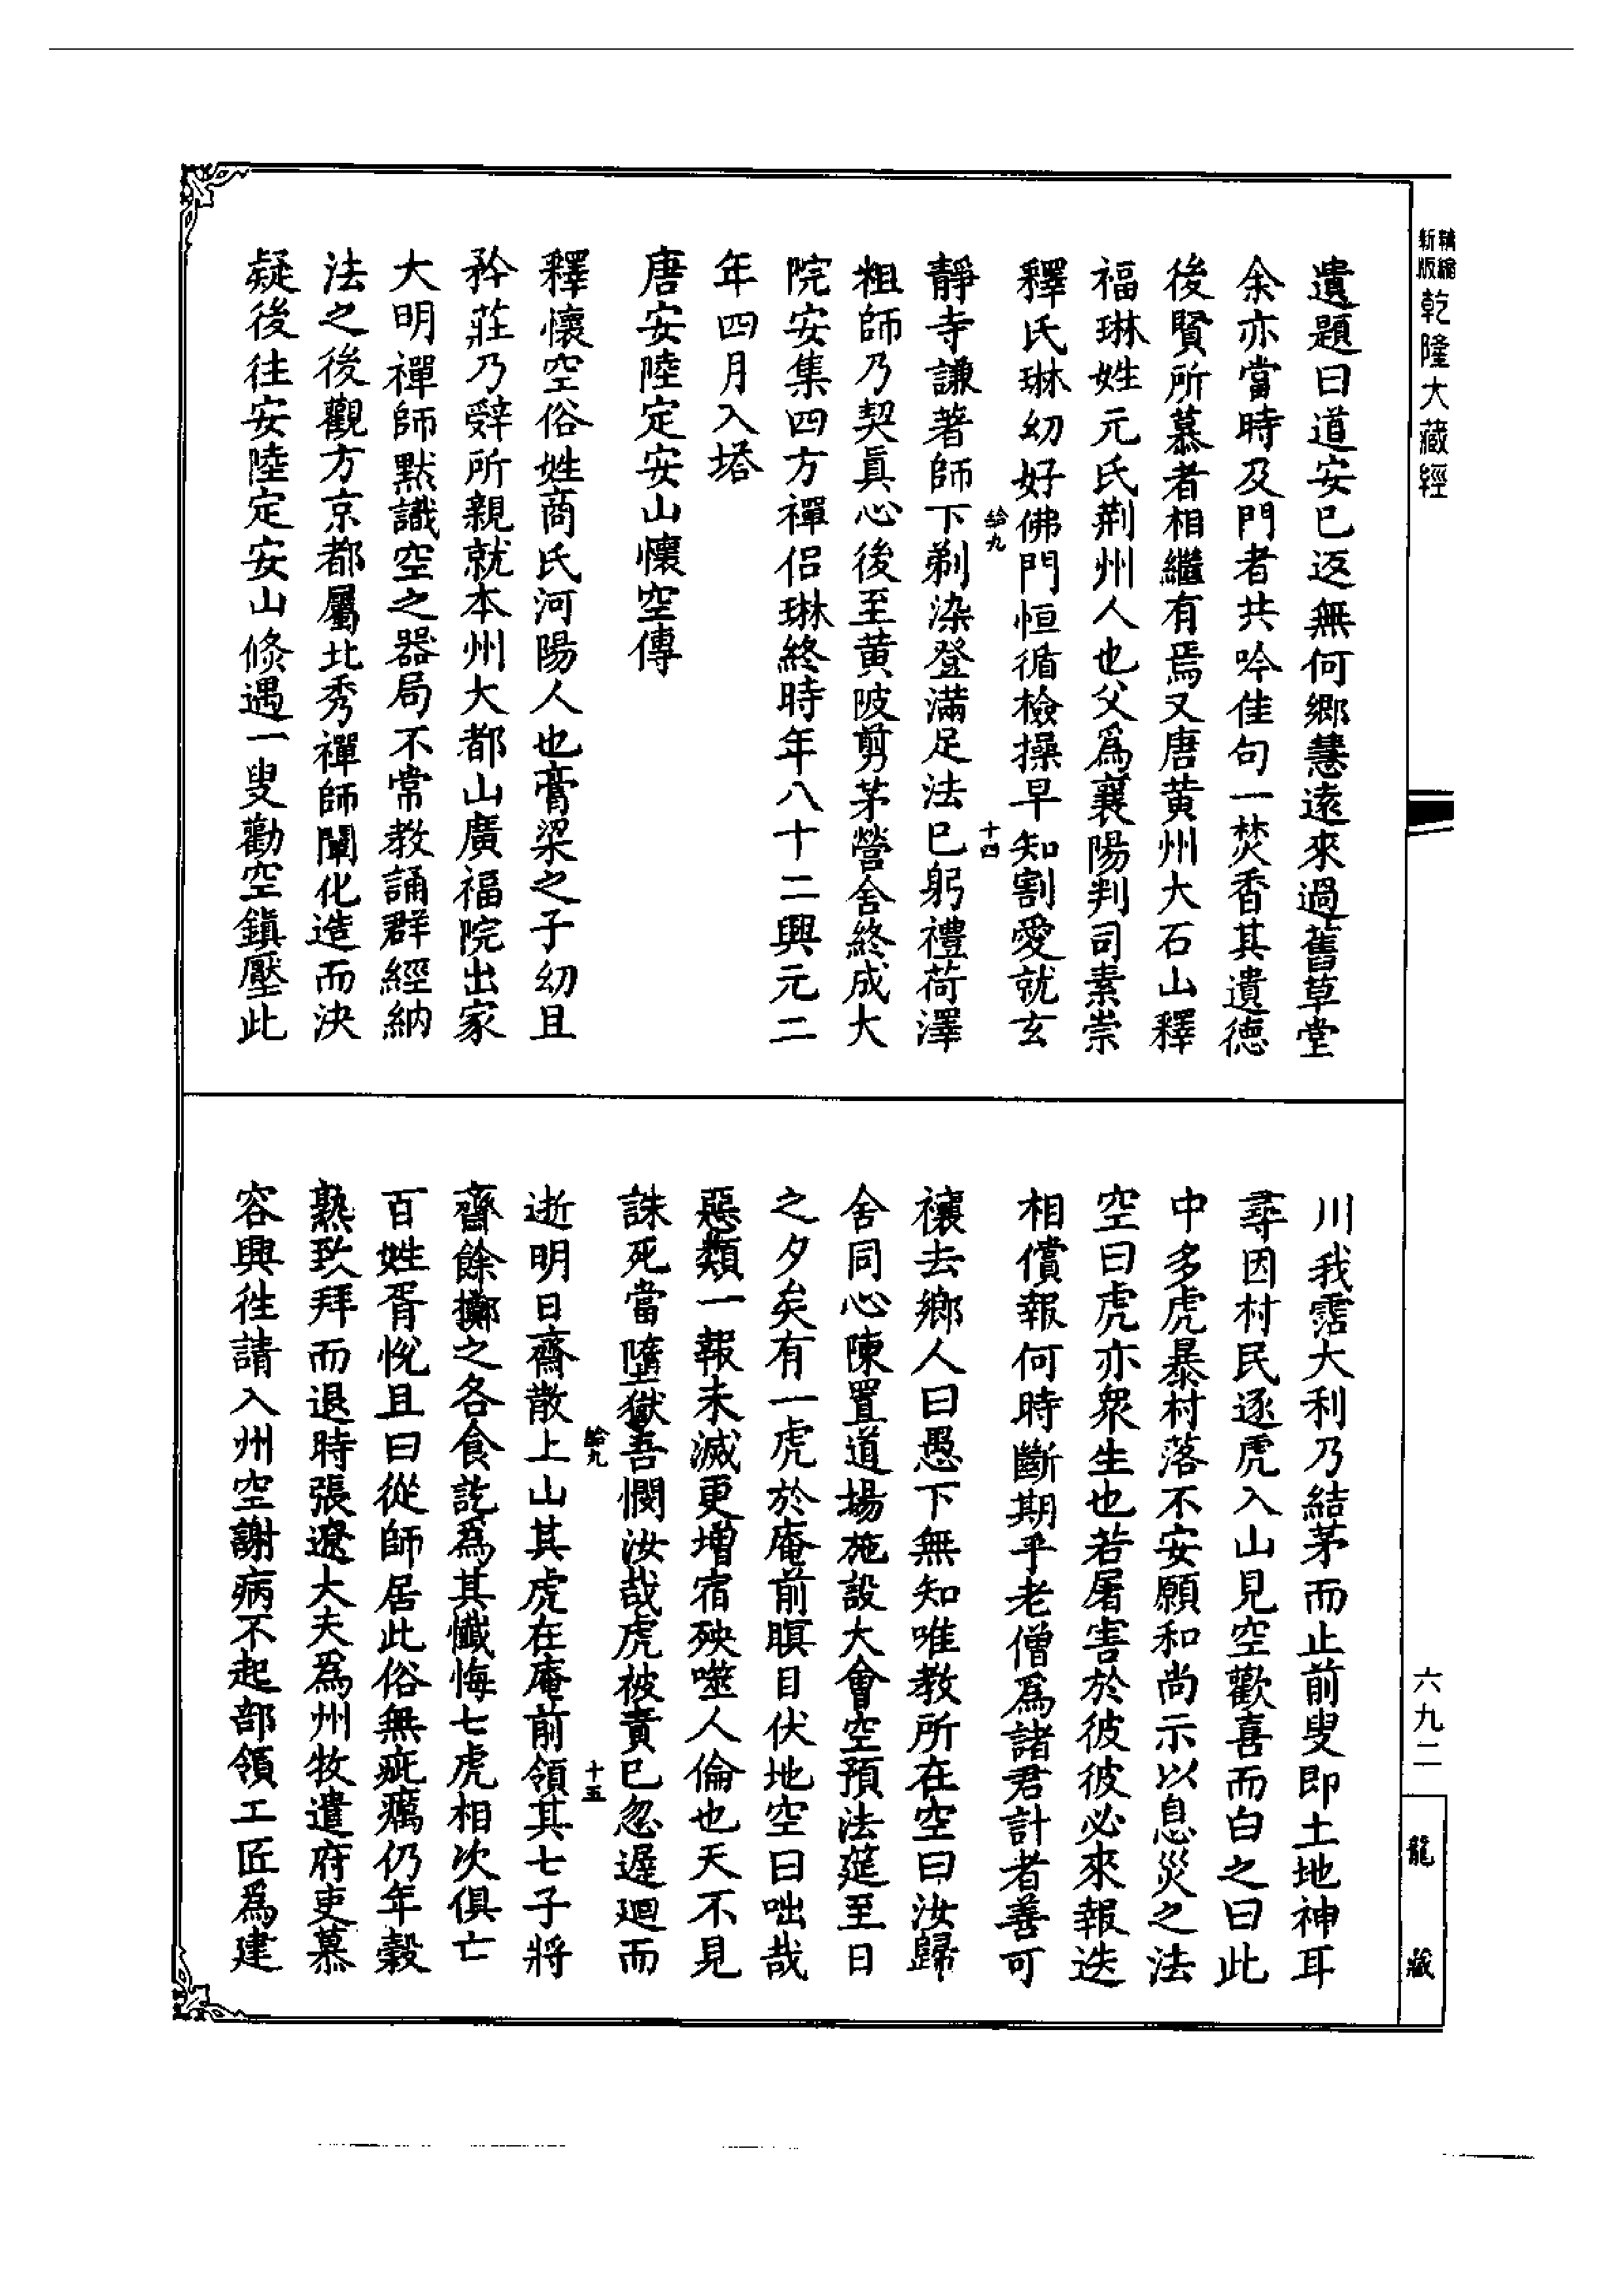 新版 輔縮
乾隆大藏經
遺題曰道安已返無何鄉慧遠來過舊草堂
余亦當時及門者共吟佳句一焚香其遺德
後賢所慕者相繼有焉又唐黃州大石山釋
福琳姓元氏荊州人也父爲襄陽判司素崇
釋氏琳幼好佛門恒循檢操早知割愛就玄
給九 十四
靜寺謙著師下剃染登滿足法已躬禮荷澤
祖師乃契眞心後至黃陂剪茅營舍終成大
院安集四方禪侣琳終時年八十二興元二
年四月入塔
唐安陸定安山懷空傳
釋懷空俗姓商氏河陽人也膏梁之子幼且
矜莊乃辤所親就本州大都山廣福院出家
大明禪師默識空之器局不常教誦群經納
法之後觀方京都屬北秀禪師闡化造而決
疑後往安陸定安山倏遇一叟勸空鎮壓此
川我霑大利乃結茅而止前叟即土地神耳
尋因村民逐虎入山見空歡喜而白之曰此
中多虎暴村落不安願和尚示以息災之法
空曰虎亦衆生也若屠害於彼彼必來報迭
相償報何時斷期乎老僧爲諸君計者善可
禳去鄉人曰愚下無知唯教所在空曰汝歸
舍同心陳置道場施設大會空預法筵至日
之夕矣有一虎於庵前瞑目伏地空曰咄哉
惡類一報未滅更增宿殃噬人倫也天不見
誅死當墮獄吾憫汝哉虎被責已忽遲迴而
給九 十五
逝明日齋散上山其虎在庵前領其七子將
齋餘擲之各食訖爲其懺悔七虎相次俱亡
百姓胥悅且曰從師居此俗無疵癘仍年穀
熟致拜而退時張遼大夫爲州牧遣府吏慕
容興往請入州空謝病不起部領工匠爲建
六九二
龍藏